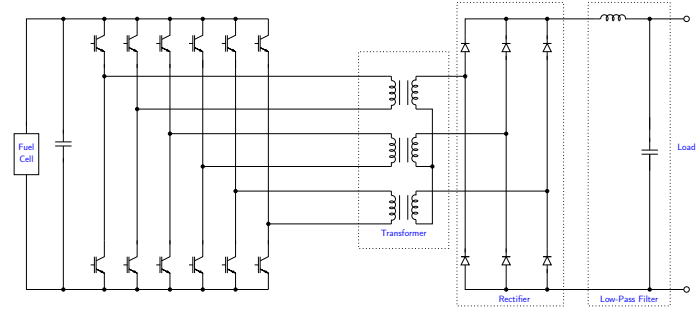 Fuel
Cell
Load
Transformer
Rectifier
Low-Pass Filter